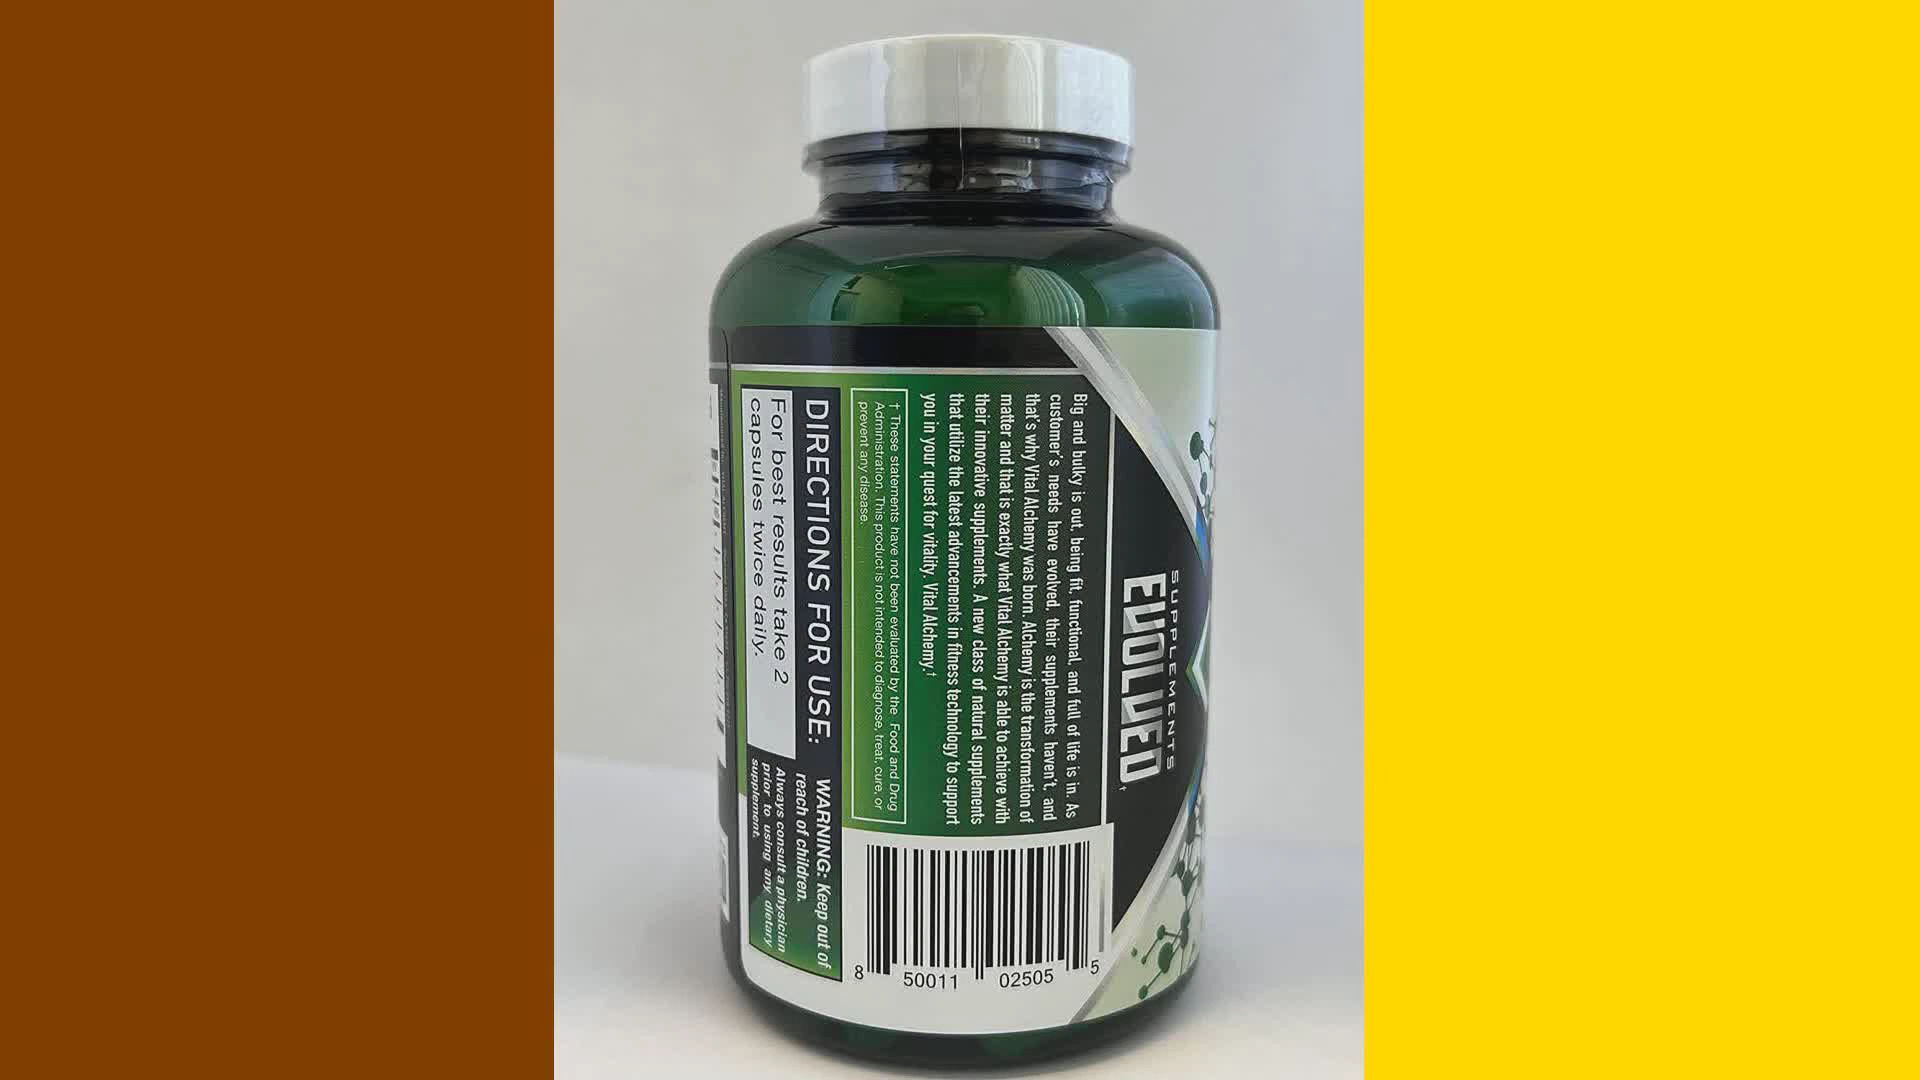 SUPPLEMENTS
EVOLVED†
Big and bulky is out, being fit, functional, and full of life is in. As
customer's needs have evolved, their supplements haven't, and
that's why Vital Alchemy was born. Alchemy is the transformation of
matter and that is exactly what Vital Alchemy is able to achieve with
their innovative supplements. A new class of natural supplements
that utilize the latest advancements in fitness technology to support
you in your quest for vitality. Vital Alchemy.†
† These statements have not been evaluated by the Food and Drug
Administration. This product is not intended to diagnose, treat, cure, or
prevent any disease.
DIRECTIONS FOR USE:
For best results take 2
capsules twice daily.
WARNING: Keep out of
reach of children.
Always consult a physician
prior to using any dietary
supplement.
8 50011 02505 5